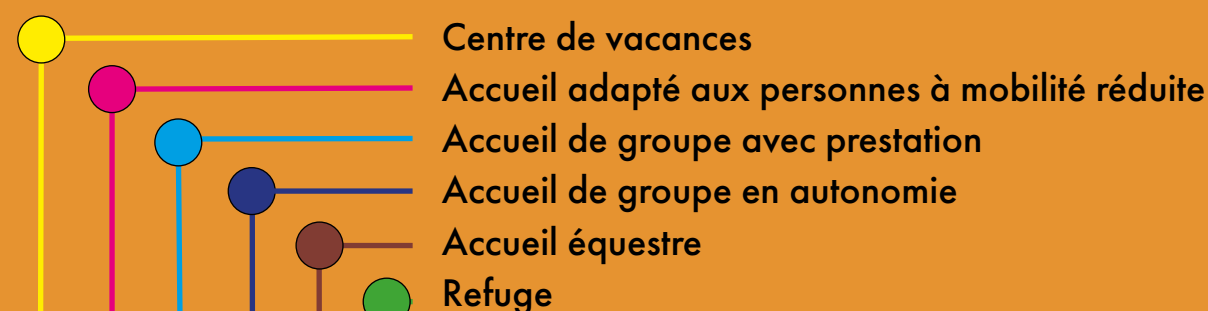 Centre de vacances
Accueil adapté aux personnes à mobilité réduite
Accueil de groupe avec prestation
Accueil de groupe en autonomie
Accueil équestre
Refuge